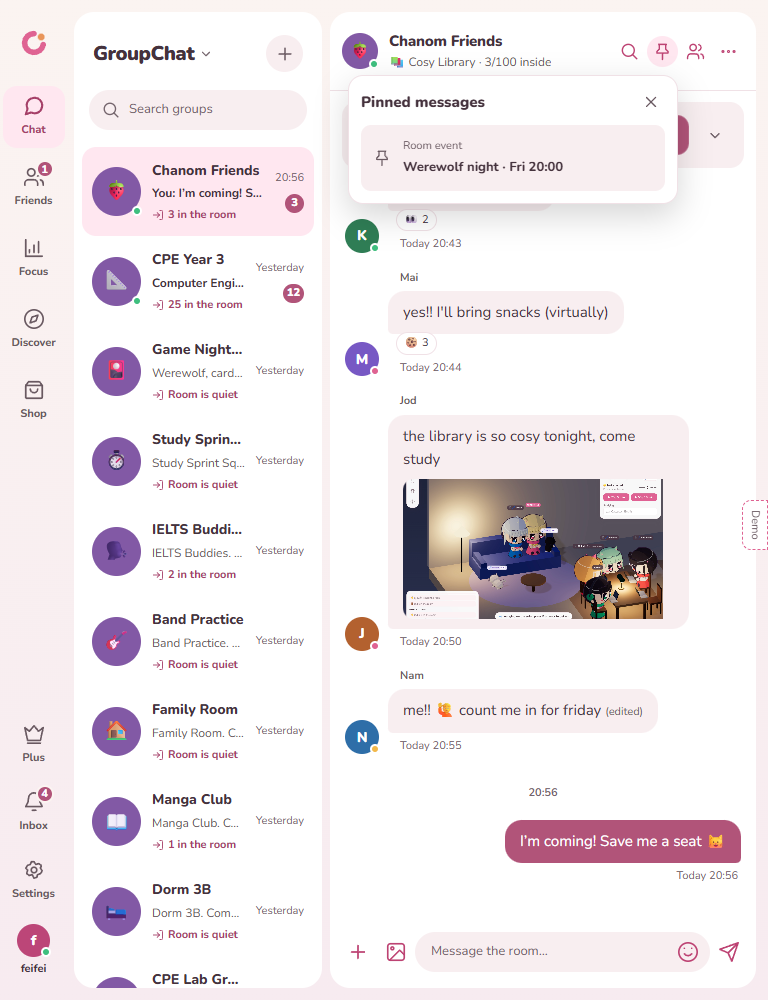 Chat
Friends
1
Focus
Discover
Shop
Plus
Inbox
4
Settings
f
feifei
GroupChat
Search groups
Chanom Friends
20:56
You: I'm coming! S...
3
3 in the room
CPE Year 3
Yesterday
Computer Engi...
12
25 in the room
Game Night...
Yesterday
Werewolf, card...
Room is quiet
Study Sprin...
Yesterday
Study Sprint Sq...
Room is quiet
IELTS Buddi...
Yesterday
IELTS Buddies. ...
2 in the room
Band Practice
Yesterday
Band Practice. ...
Room is quiet
Family Room
Yesterday
Family Room. C...
Room is quiet
Manga Club
Yesterday
Manga Club. C...
1 in the room
Dorm 3B
Yesterday
Dorm 3B. Com...
Room is quiet
CPE Lab Gr...
Chanom Friends
Cosy Library · 3/100 inside
Pinned messages
Room event
Werewolf night · Fri 20:00
2
K
Today 20:43
Mai
yes!! I'll bring snacks (virtually)
3
M
Today 20:44
Jod
the library is so cosy tonight, come
study
J
Today 20:50
Nam
me!! 🙋 count me in for friday (edited)
N
Today 20:55
20:56
I'm coming! Save me a seat 😸
Today 20:56
Message the room...
Demo